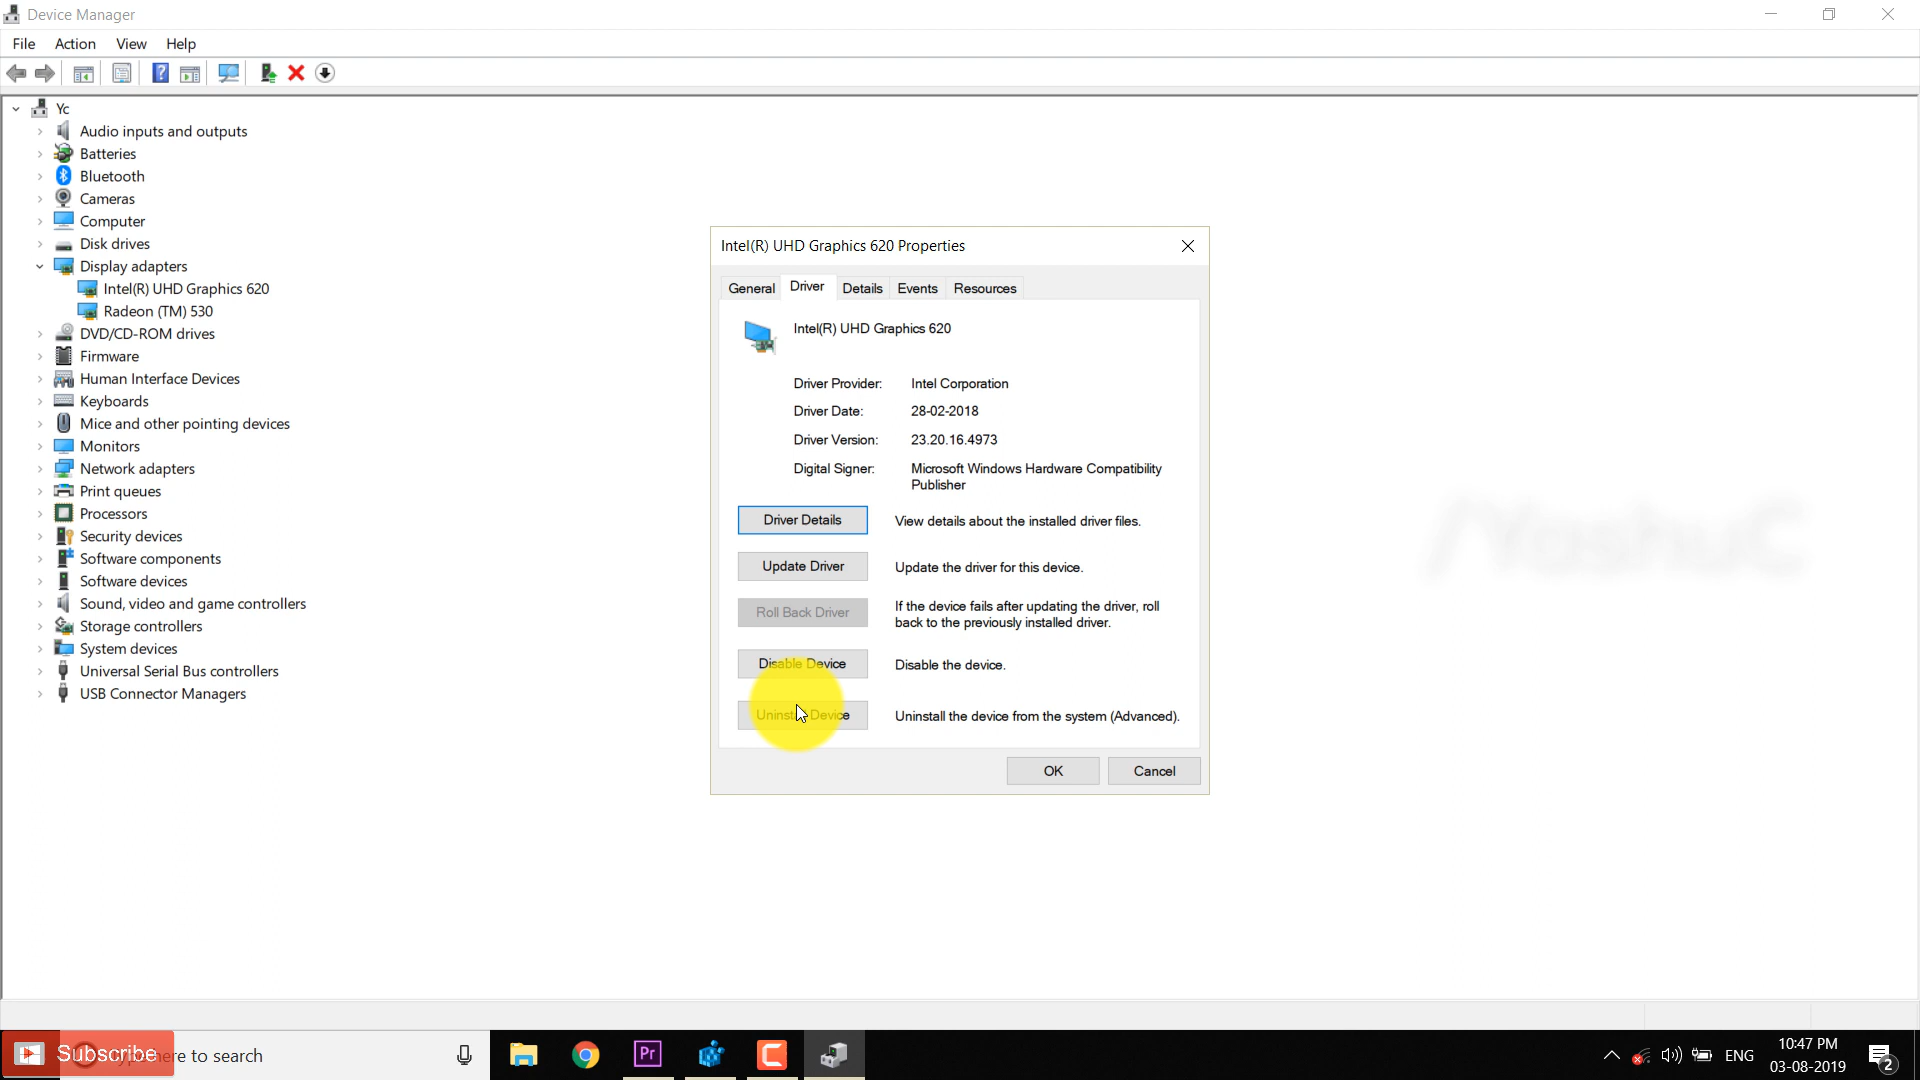 Device Manager
File Action View Help
Yc
Audio inputs and outputs
Batteries
Bluetooth
Cameras
Computer
Disk drives
Display adapters
Intel(R) UHD Graphics 620
Radeon (TM) 530
DVD/CD-ROM drives
Firmware
Human Interface Devices
Keyboards
Mice and other pointing devices
Monitors
Network adapters
Print queues
Processors
Security devices
Software components
Software devices
Sound, video and game controllers
Storage controllers
System devices
Universal Serial Bus controllers
USB Connector Managers
Intel(R) UHD Graphics 620 Properties
General Driver Details Events Resources
Intel(R) UHD Graphics 620
Driver Provider: Intel Corporation
Driver Date: 28-02-2018
Driver Version: 23.20.16.4973
Digital Signer: Microsoft Windows Hardware Compatibility
Publisher
Driver Details View details about the installed driver files.
Update Driver Update the driver for this device.
Roll Back Driver If the device fails after updating the driver, roll
back to the previously installed driver.
Disable Device Disable the device.
Uninstall Device Uninstall the device from the system (Advanced).
OK Cancel
/YashuC
Subscribe here to search
Pr
ENG
10:47 PM
03-08-2019
2